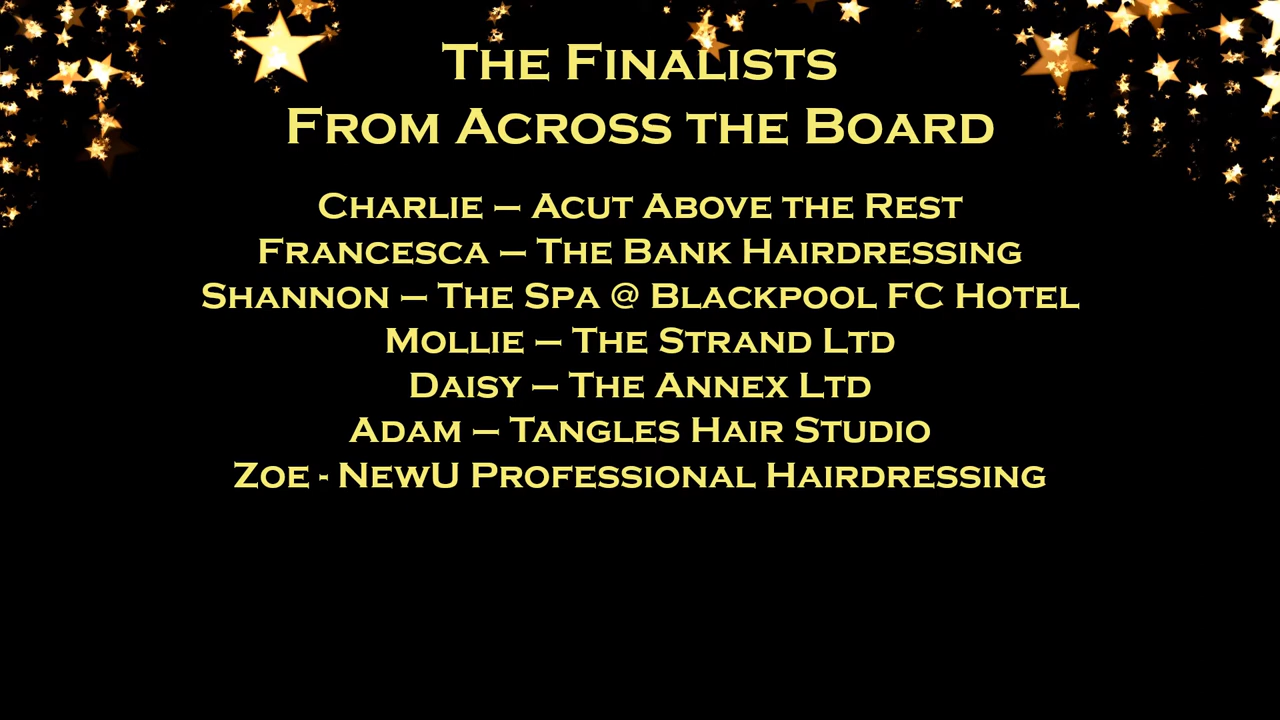 The Finalists
From Across the Board
Charlie – Acut Above the Rest
Francesca – The Bank Hairdressing
Shannon – The Spa @ Blackpool FC Hotel
Mollie – The Strand Ltd
Daisy – The Annex Ltd
Adam – Tangles Hair Studio
Zoe - NewU Professional Hairdressing